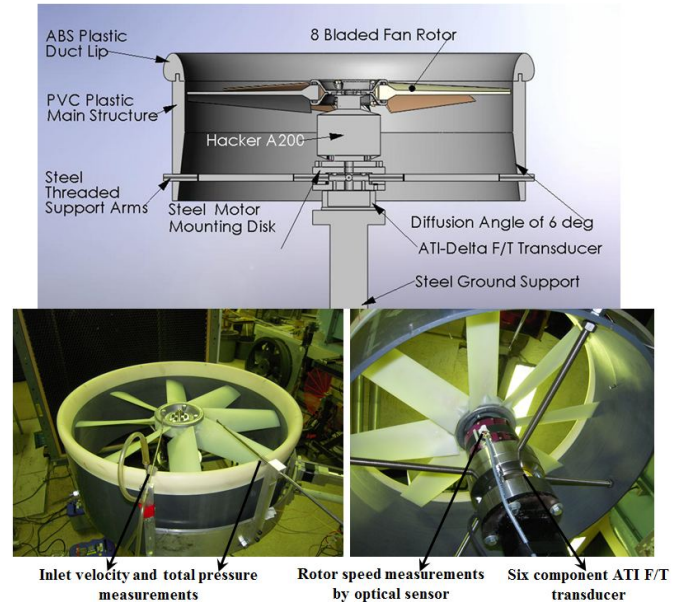 ABS Plastic
Duct Lip
8 Bladed Fan Rotor
PVC Plastic
Main Structure
Hacker A200
Steel
Threaded
Support Arms
Steel Motor
Mounting Disk
Diffusion Angle of 6 deg
ATI-Delta F/T Transducer
Steel Ground Support
Inlet velocity and total pressure
measurements
Rotor speed measurements
by optical sensor
Six component ATI F/T
transducer